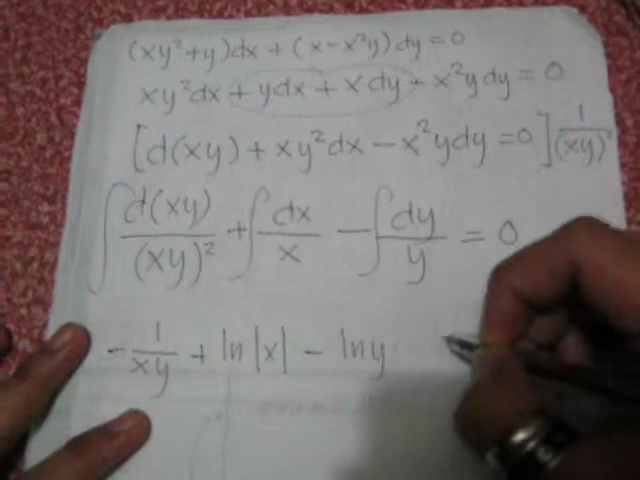 (xy²+y)dx + (x-x²y)dy=0
xy²dx + ydx + xdy - x²ydy = 0
[d(xy) + xy²dx - x²ydy =0] 1/(xy)²
∫ d(xy)/(xy)² + ∫ dx/x - ∫ dy/y = 0
- 1/xy + ln|x| - lny